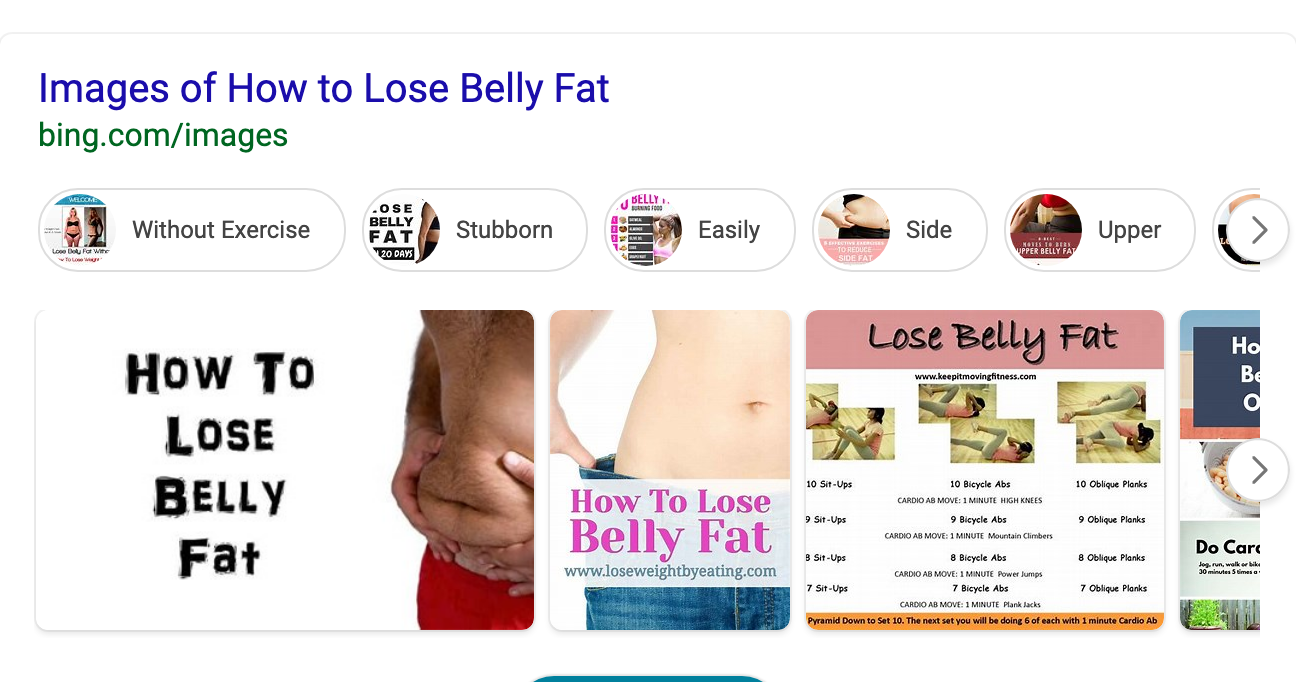 Images of How to Lose Belly Fat
bing.com/images
WELCOME
Lose Belly Fat
How To Lose Weight
Without Exercise
LOSE
BELLY
FAT
20 DAYS
Stubborn
BELLY
BURNING FOOD
Easily
TO REDUCE
SIDE FAT
Side
MOVES TO BURN
UPPER BELLY FAT
Upper
How To
Lose
Belly
Fat
How To Lose
Belly Fat
www.loseweightbyeating.com
Lose Belly Fat
www.keepitmovingfitness.com
10 Sit-Ups 10 Bicycle Abs 10 Oblique Planks
CARDIO AB MOVE: 1 MINUTE HIGH KNEES
9 Sit-Ups 9 Bicycle Abs 9 Oblique Planks
CARDIO AB MOVE: 1 MINUTE Mountain Climbers
8 Sit-Ups 8 Bicycle Abs 8 Oblique Planks
CARDIO AB MOVE: 1 MINUTE Power Jumps
7 Sit-Ups 7 Bicycle Abs 7 Oblique Planks
CARDIO AB MOVE: 1 MINUTE Plank Jacks
Pyramid Down to Set 10. The next set you will be doing 6 of each with 1 minute Cardio Ab
Ho
Be
O
Do Card
Jog, run, walk or bike
30 minutes 5 times a